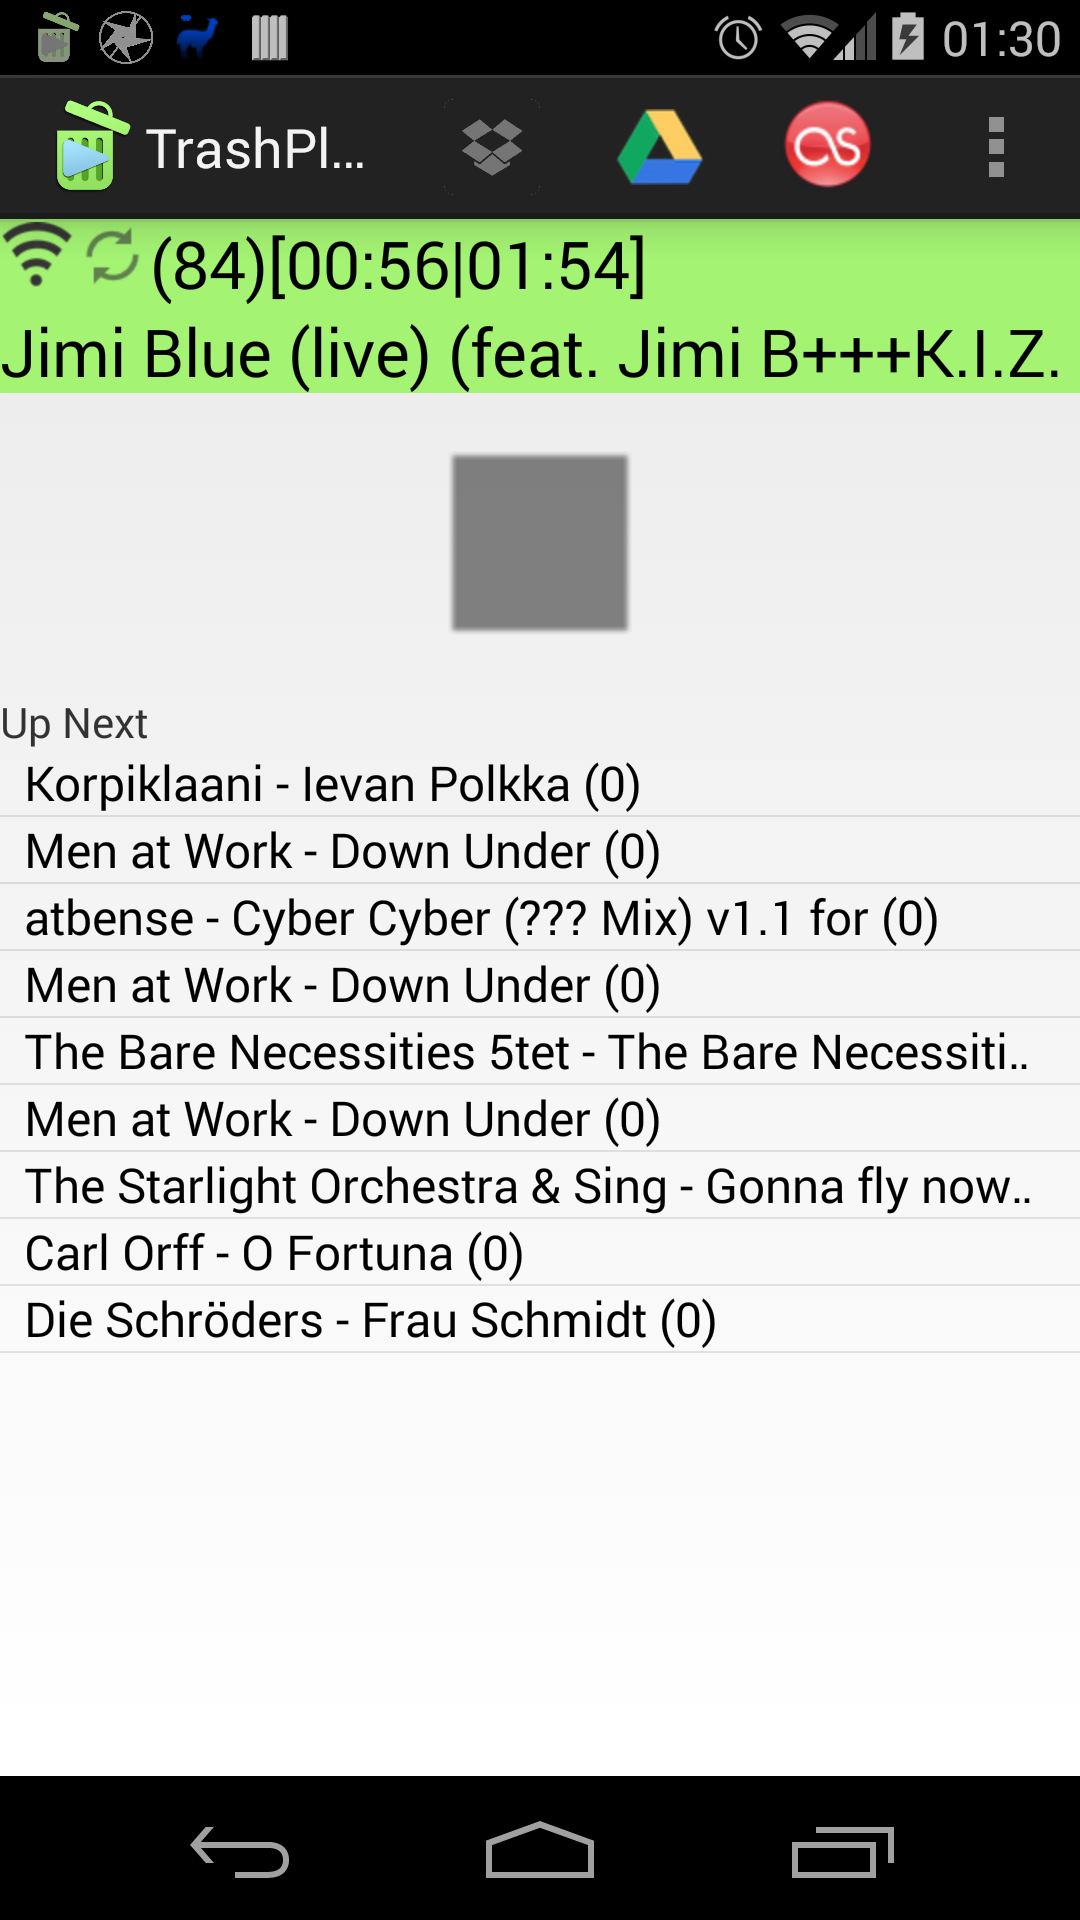 01:30
TrashPl...
(84)[00:56|01:54]
Jimi Blue (live) (feat. Jimi B+++K.I.Z.
Up Next
Korpiklaani - Ievan Polkka (0)
Men at Work - Down Under (0)
atbense - Cyber Cyber (??? Mix) v1.1 for (0)
Men at Work - Down Under (0)
The Bare Necessities 5tet - The Bare Necessiti..
Men at Work - Down Under (0)
The Starlight Orchestra & Sing - Gonna fly now..
Carl Orff - O Fortuna (0)
Die Schröders - Frau Schmidt (0)